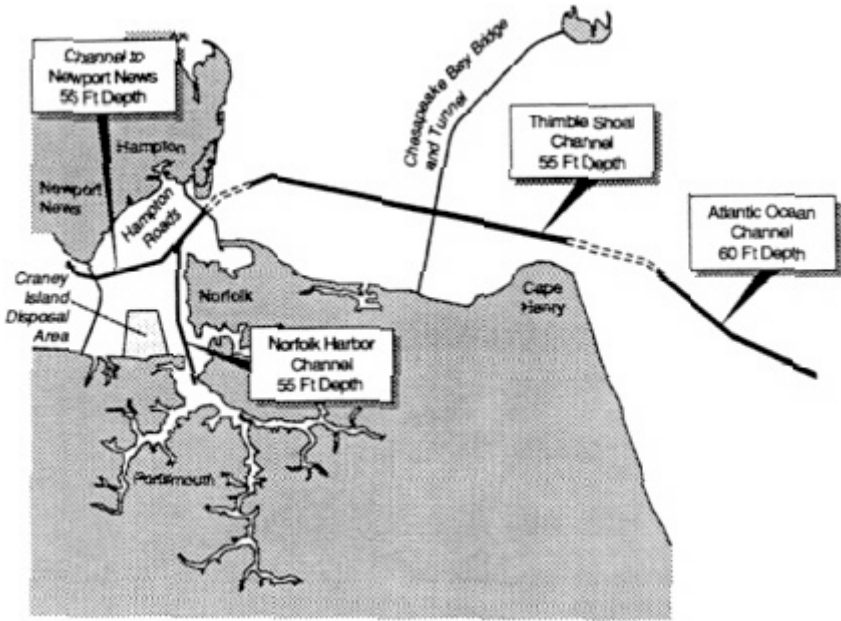 Channel to
Newport News
55 Ft Depth
Hampton
Newport
News
Hampton
Roads
Chesapeake Bay Bridge
and Tunnel
Thimble Shoal
Channel
55 Ft Depth
Atlantic Ocean
Channel
60 Ft Depth
Craney
Island
Disposal
Area
Norfolk
Cape
Henry
Norfolk Harbor
Channel
55 Ft Depth
Portsmouth